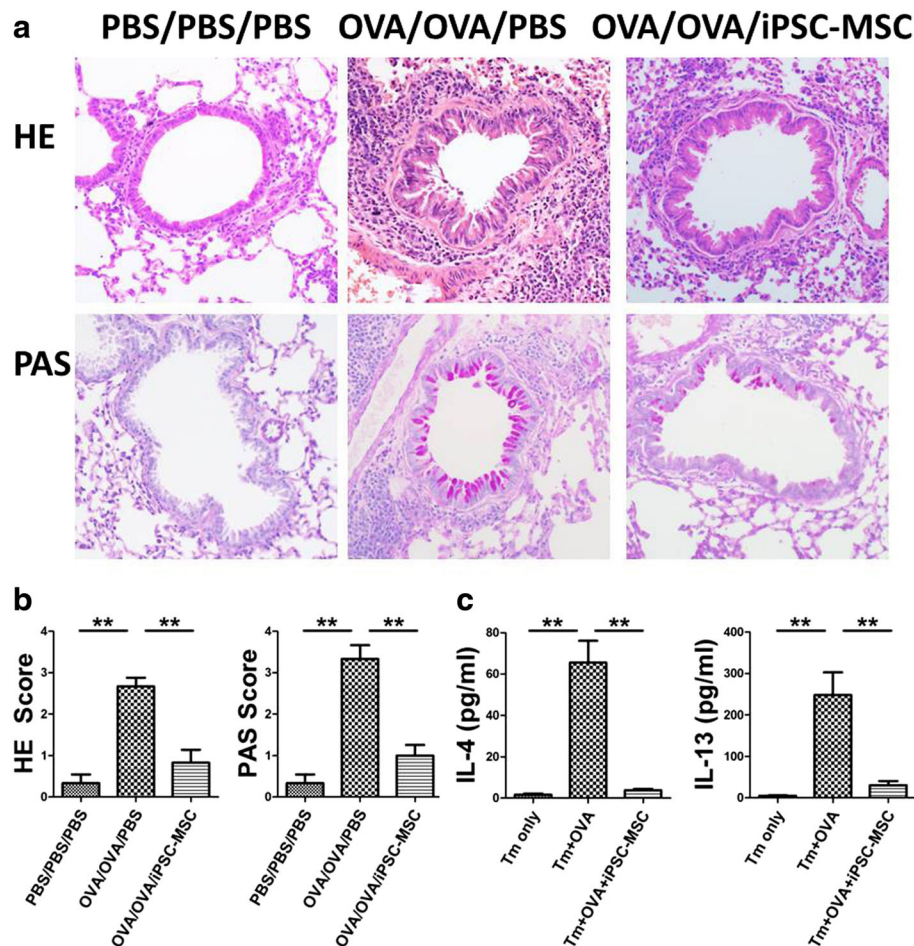 a PBS/PBS/PBS OVA/OVA/PBS OVA/OVA/iPSC-MSC
HE
PAS
b
** **
HE Score
4
3
2
1
0
PBS/PBS/PBS
OVA/OVA/PBS
OVA/OVA/iPSC-MSC
** **
PAS Score
4
3
2
1
0
PBS/PBS/PBS
OVA/OVA/PBS
OVA/OVA/iPSC-MSC
c
** **
IL-4 (pg/ml)
80
60
40
20
0
Tm only
Tm+OVA
Tm+OVA+iPSC-MSC
** **
IL-13 (pg/ml)
400
300
200
100
0
Tm only
Tm+OVA
Tm+OVA+iPSC-MSC